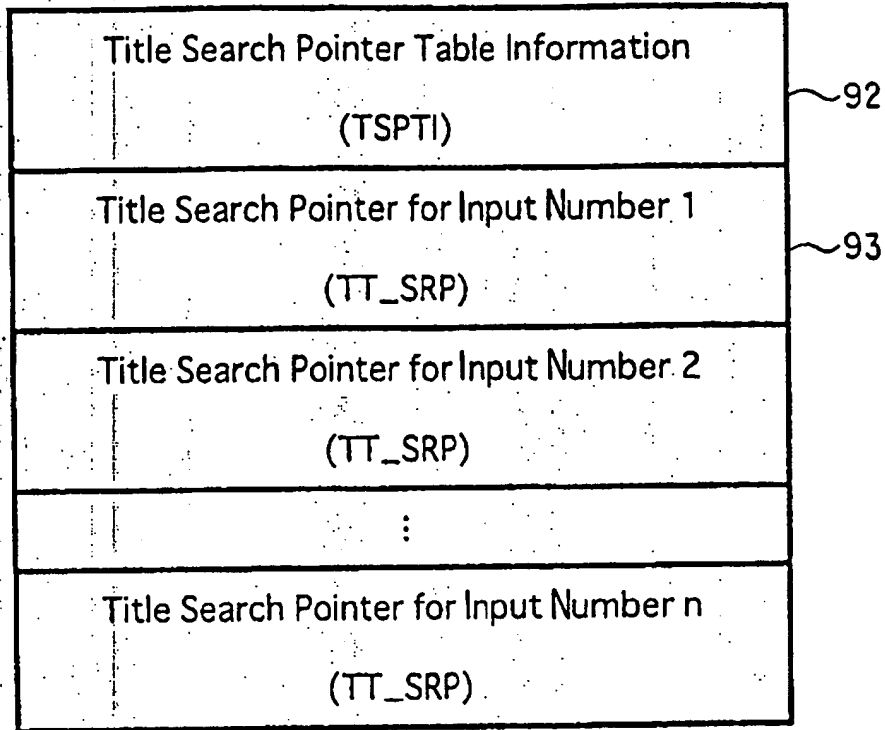 Title Search Pointer Table Information
(TSPTI)
92
Title Search Pointer for Input Number 1
(TT_SRP)
93
Title Search Pointer for Input Number 2
(TT_SRP)
⋮
Title Search Pointer for Input Number n
(TT_SRP)